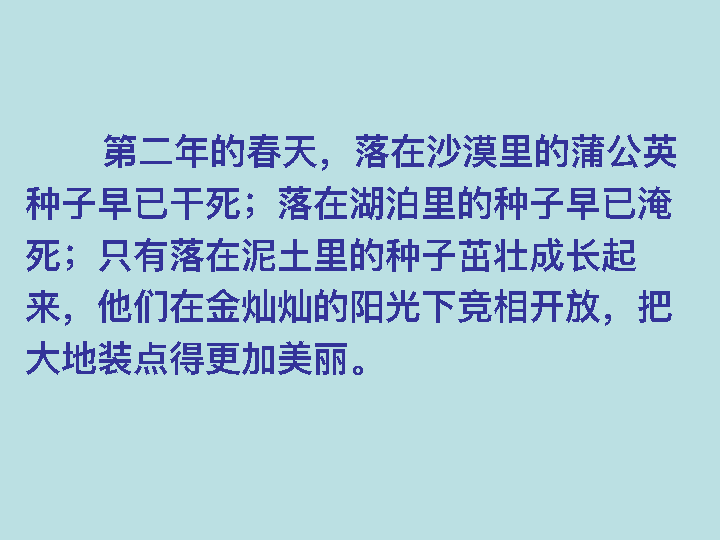 第二年的春天，落在沙漠里的蒲公英
种子早已干死；落在湖泊里的种子早已淹
死；只有落在泥土里的种子茁壮成长起
来，他们在金灿灿的阳光下竞相开放，把
大地装点得更加美丽。